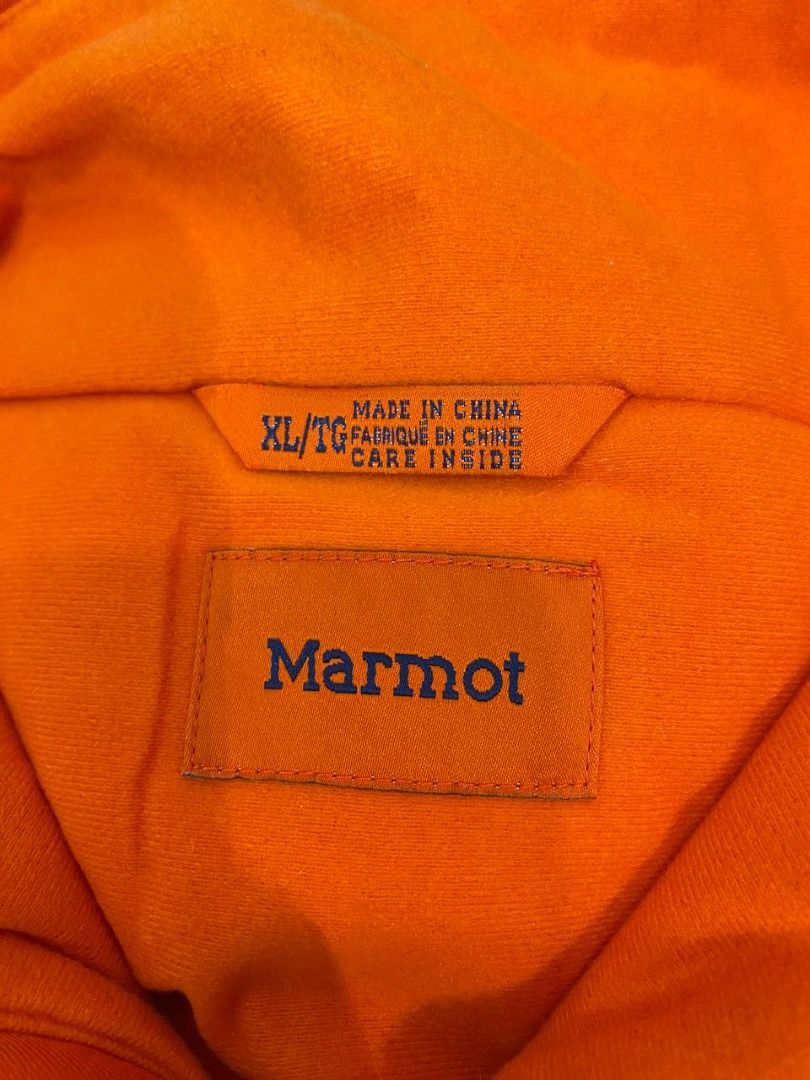 XL/TG
MADE IN CHINA
FABRIQUÉ EN CHINE
CARE INSIDE
Marmot